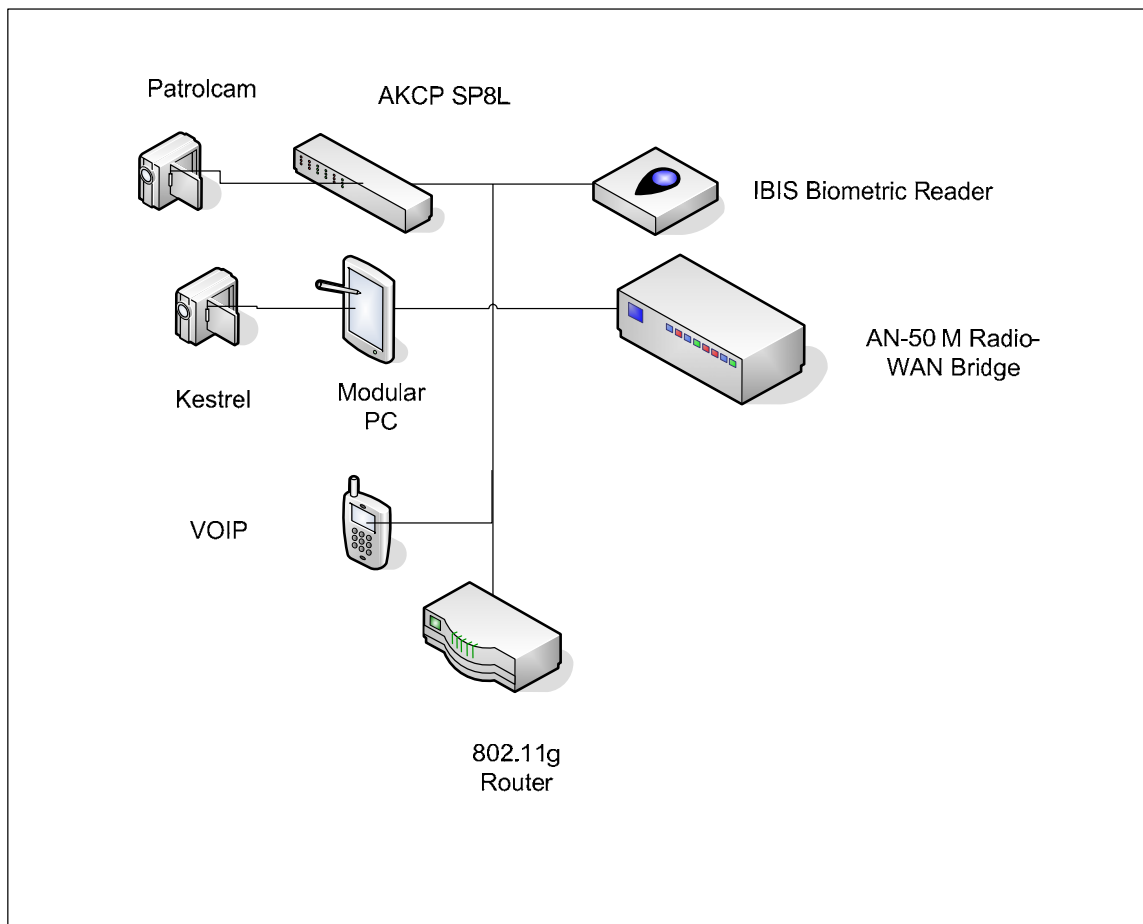 Patrolcam
AKCP SP8L
IBIS Biometric Reader
AN-50 M Radio-
WAN Bridge
Kestrel
Modular
PC
VOIP
802.11g
Router